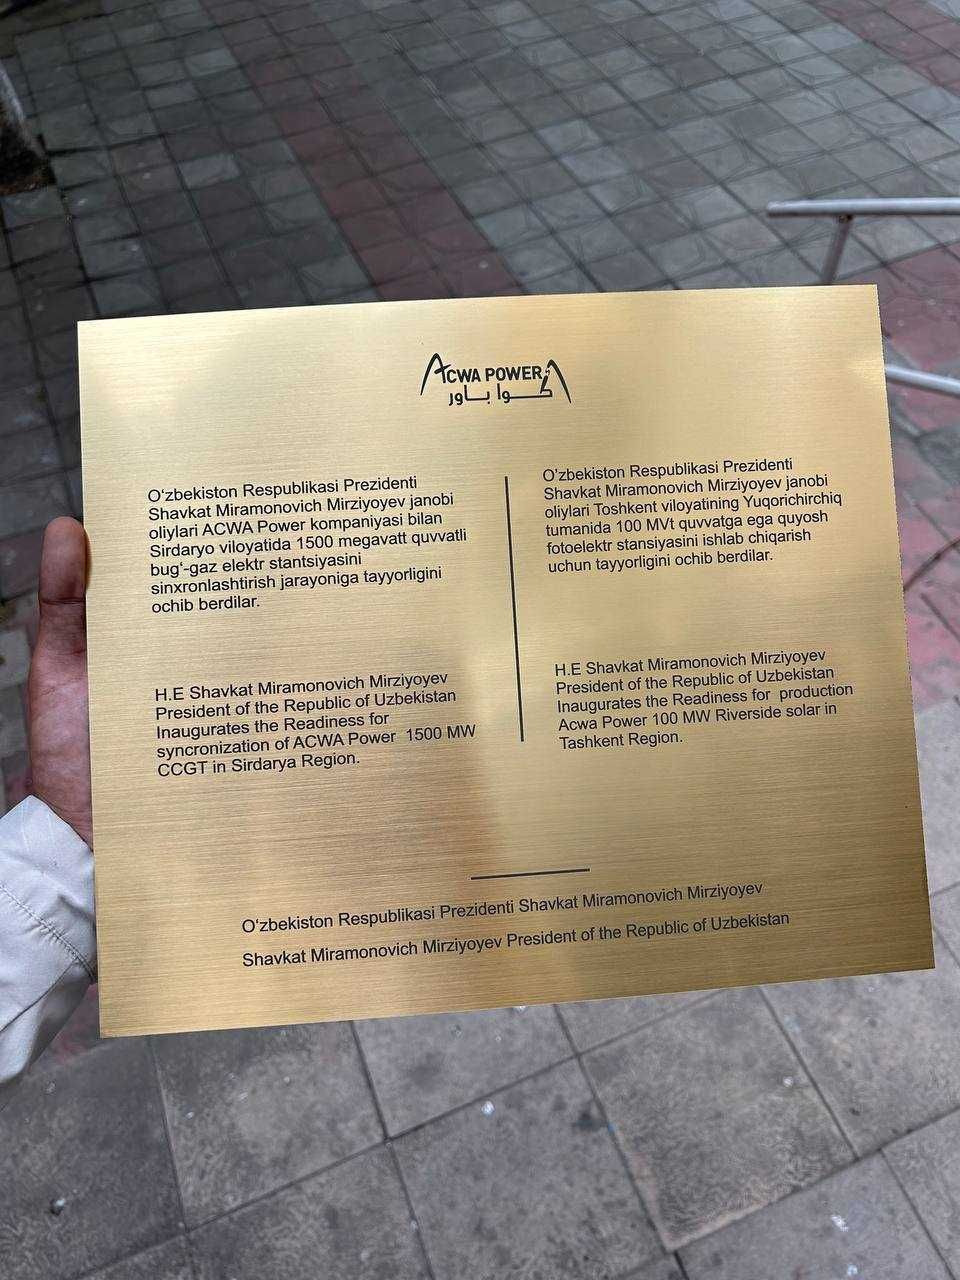 ACWA POWER
أكوا باور
O‘zbekiston Respublikasi Prezidenti
Shavkat Miramonovich Mirziyoyev janobi
oliylari ACWA Power kompaniyasi bilan
Sirdaryo viloyatida 1500 megavatt quvvatli
bug‘-gaz elektr stantsiyasini
sinxronlashtirish jarayoniga tayyorligini
ochib berdilar.
H.E Shavkat Miramonovich Mirziyoyev
President of the Republic of Uzbekistan
Inaugurates the Readiness for
syncronization of ACWA Power 1500 MW
CCGT in Sirdarya Region.
O'zbekiston Respublikasi Prezidenti
Shavkat Miramonovich Mirziyoyev janobi
oliylari Toshkent viloyatining Yuqorichirchiq
tumanida 100 MVt quvvatga ega quyosh
fotoelektr stansiyasini ishlab chiqarish
uchun tayyorligini ochib berdilar.
H.E Shavkat Miramonovich Mirziyoyev
President of the Republic of Uzbekistan
Inaugurates the Readiness for production
Acwa Power 100 MW Riverside solar in
Tashkent Region.
O‘zbekiston Respublikasi Prezidenti Shavkat Miramonovich Mirziyoyev
Shavkat Miramonovich Mirziyoyev President of the Republic of Uzbekistan